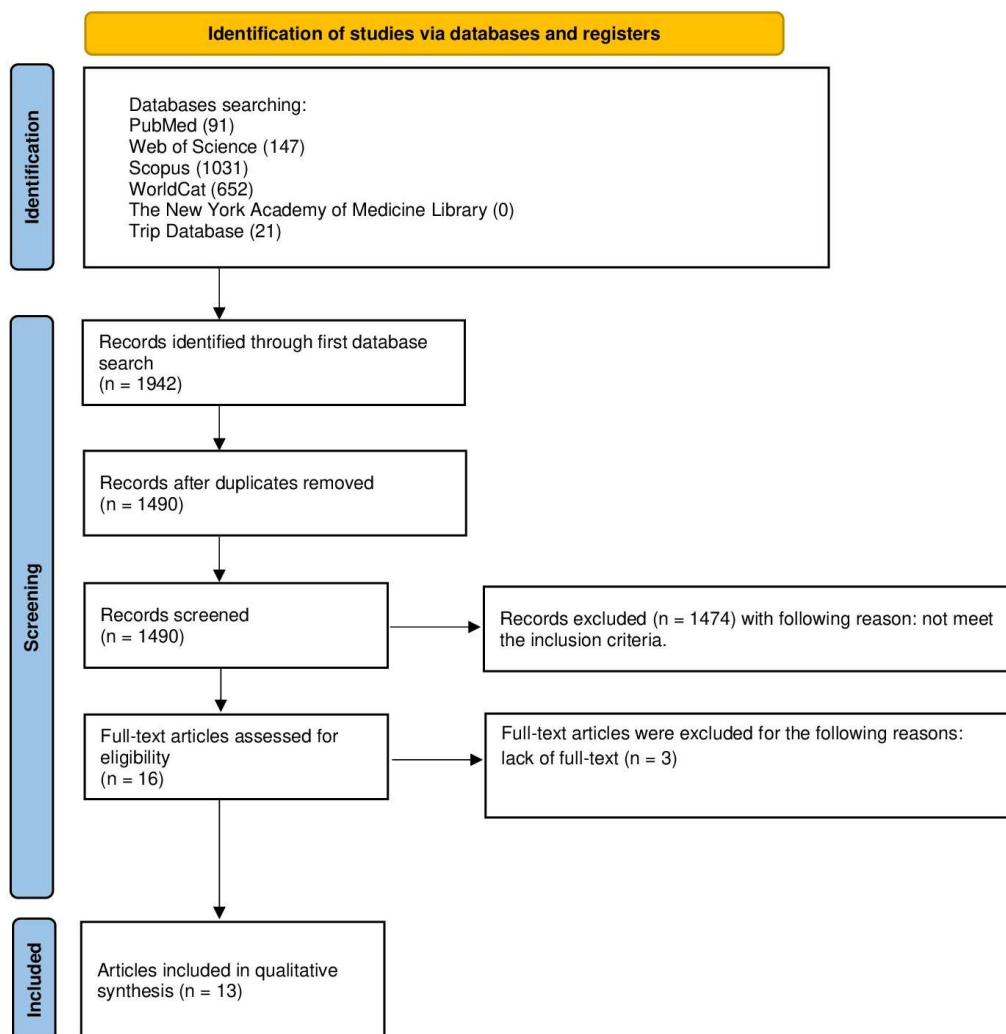 Identification of studies via databases and registers
Identification
Databases searching:
PubMed (91)
Web of Science (147)
Scopus (1031)
WorldCat (652)
The New York Academy of Medicine Library (0)
Trip Database (21)
Screening
Records identified through first database
search
(n = 1942)
Records after duplicates removed
(n = 1490)
Records screened
(n = 1490)
Records excluded (n = 1474) with following reason: not meet
the inclusion criteria.
Full-text articles assessed for
eligibility
(n = 16)
Full-text articles were excluded for the following reasons:
lack of full-text (n = 3)
Included
Articles included in qualitative
synthesis (n = 13)